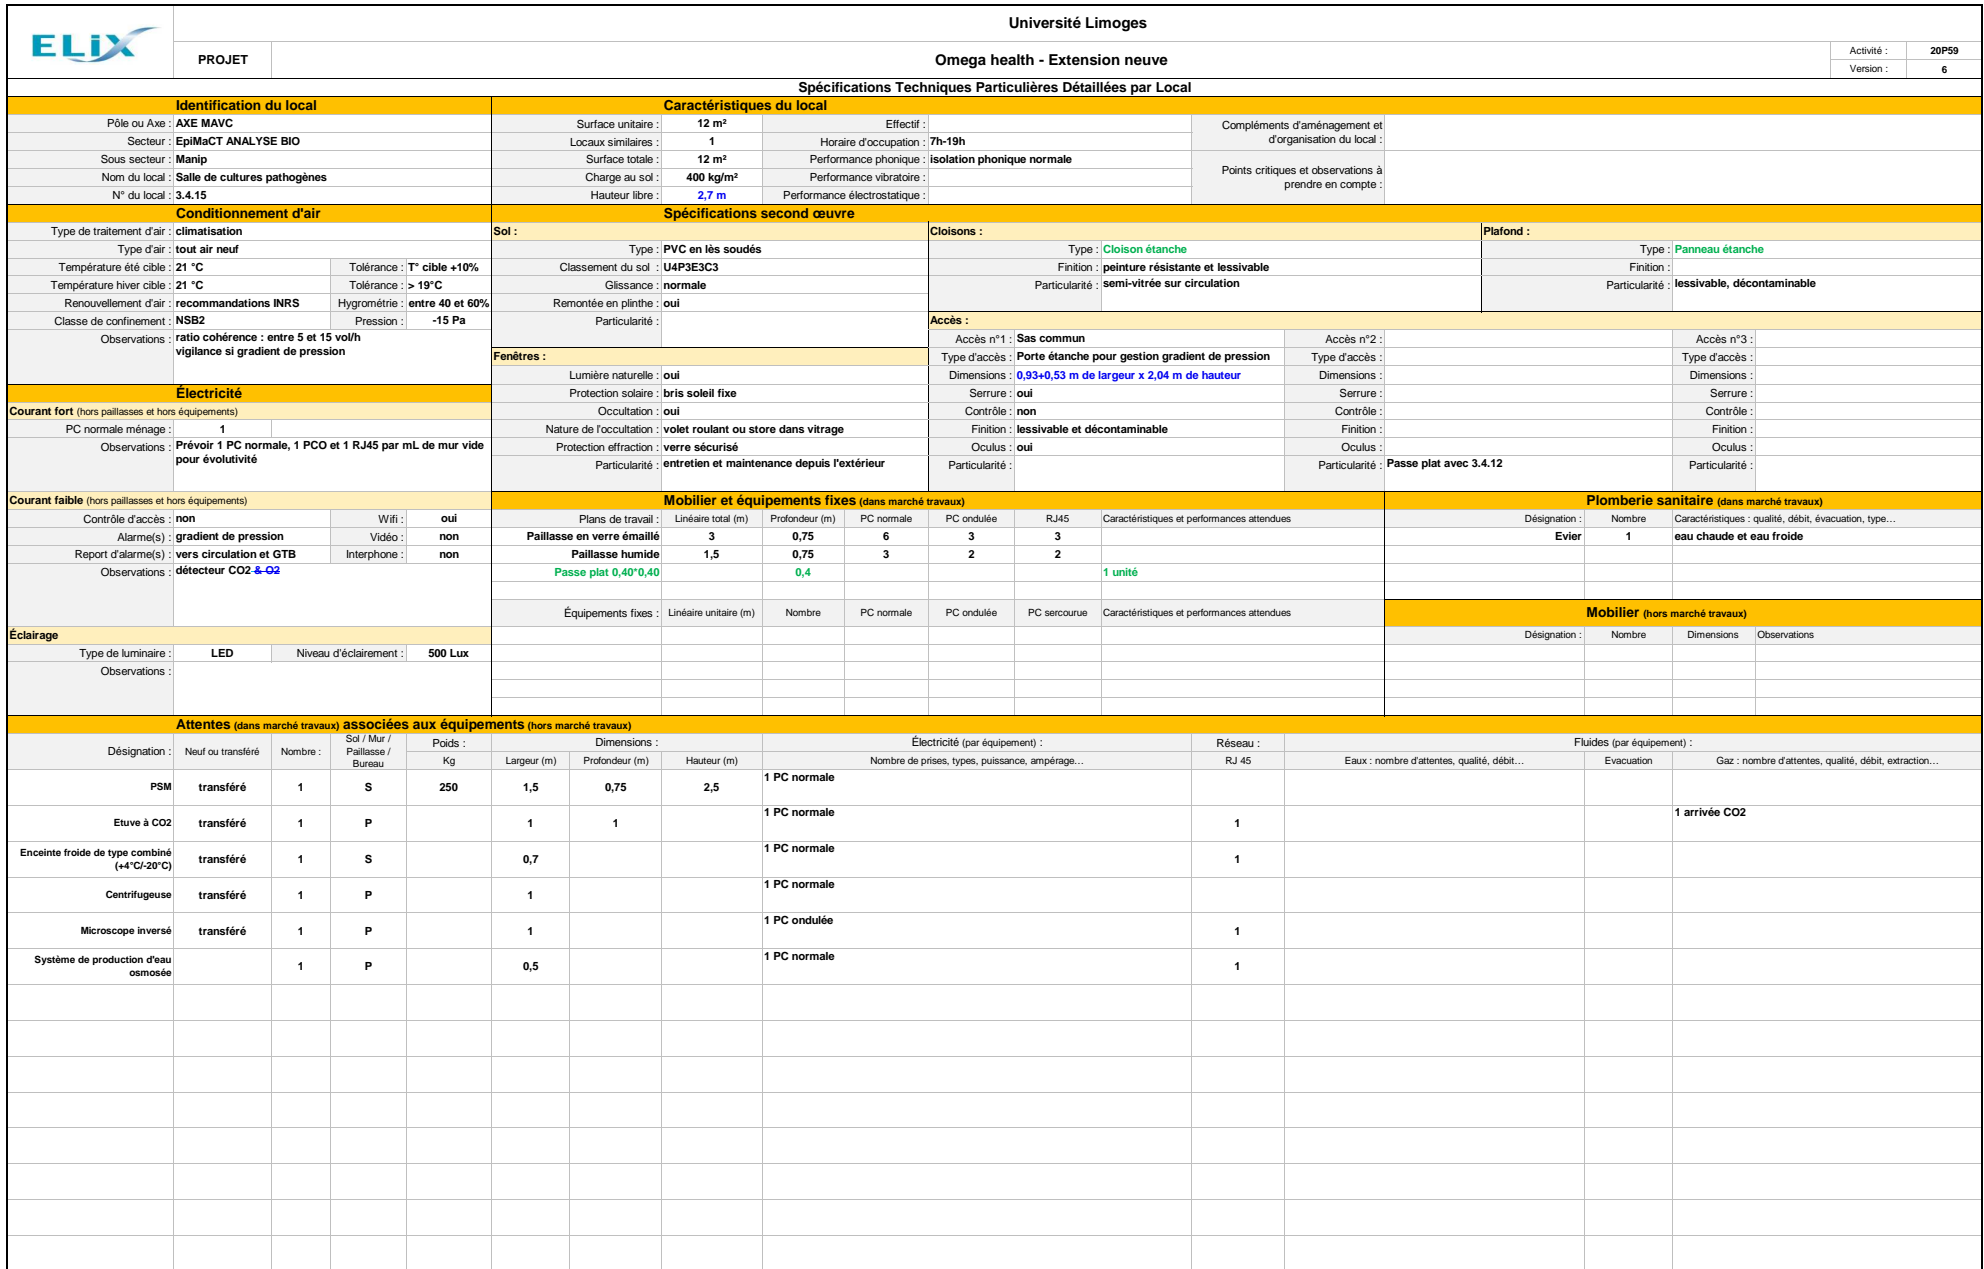 ELiX
Université Limoges
PROJET
Omega health - Extension neuve
Activité : 20P59
Version : 6
Spécifications Techniques Particulières Détaillées par Local
Identification du local
Pôle ou Axe : AXE MAVC
Secteur : EpiMaCT ANALYSE BIO
Sous secteur : Manip
Nom du local : Salle de cultures pathogènes
N° du local : 3.4.15
Caractéristiques du local
Surface unitaire : 12 m²
Effectif :
Locaux similaires : 1
Horaire d'occupation : 7h-19h
Surface totale : 12 m²
Performance phonique : isolation phonique normale
Charge au sol : 400 kg/m²
Performance vibratoire :
Hauteur libre : 2,7 m
Performance électrostatique :
Compléments d'aménagement et
d'organisation du local :
Points critiques et observations à
prendre en compte :
Conditionnement d'air
Type de traitement d'air : climatisation
Type d'air : tout air neuf
Température été cible : 21 °C Tolérance : T° cible +10%
Température hiver cible : 21 °C Tolérance : > 19°C
Renouvellement d'air : recommandations INRS Hygrométrie : entre 40 et 60%
Classe de confinement : NSB2 Pression : -15 Pa
Observations : ratio cohérence : entre 5 et 15 vol/h
vigilance si gradient de pression
Spécifications second œuvre
Sol :
Type : PVC en lès soudés
Classement du sol : U4P3E3C3
Glissance : normale
Remontée en plinthe : oui
Particularité :
Cloisons :
Type : Cloison étanche
Finition : peinture résistante et lessivable
Particularité : semi-vitrée sur circulation
Plafond :
Type : Panneau étanche
Finition :
Particularité : lessivable, décontaminable
Fenêtres :
Lumière naturelle : oui
Protection solaire : bris soleil fixe
Occultation : oui
Nature de l'occultation : volet roulant ou store dans vitrage
Protection effraction : verre sécurisé
Particularité : entretien et maintenance depuis l'extérieur
Accès :
Accès n°1 : Sas commun
Type d'accès : Porte étanche pour gestion gradient de pression
Dimensions : 0,93+0,53 m de largeur x 2,04 m de hauteur
Serrure : oui
Contrôle : non
Finition : lessivable et décontaminable
Oculus : oui
Particularité :
Accès n°2 :
Type d'accès :
Dimensions :
Serrure :
Contrôle :
Finition :
Oculus :
Particularité : Passe plat avec 3.4.12
Accès n°3 :
Type d'accès :
Dimensions :
Serrure :
Contrôle :
Finition :
Oculus :
Particularité :
Électricité
Courant fort (hors paillasses et hors équipements)
PC normale ménage : 1
Observations : Prévoir 1 PC normale, 1 PCO et 1 RJ45 par mL de mur vide
pour évolutivité
Courant faible (hors paillasses et hors équipements)
Contrôle d'accès : non Wifi : oui
Alarme(s) : gradient de pression Vidéo : non
Report d'alarme(s) : vers circulation et GTB Interphone : non
Observations : détecteur CO2 & O2
Éclairage
Type de luminaire : LED Niveau d'éclairement : 500 Lux
Observations :
Mobilier et équipements fixes (dans marché travaux)
Plans de travail : Linéaire total (m) Profondeur (m) PC normale PC ondulée RJ45 Caractéristiques et performances attendues
Paillasse en verre émaillé 3 0,75 6 3 3
Paillasse humide 1,5 0,75 3 2 2
Passe plat 0,40*0,40 0,4 1 unité
Équipements fixes : Linéaire unitaire (m) Nombre PC normale PC ondulée PC sercourue Caractéristiques et performances attendues
Plomberie sanitaire (dans marché travaux)
Désignation : Nombre Caractéristiques : qualité, débit, évacuation, type…
Evier 1 eau chaude et eau froide
Mobilier (hors marché travaux)
Désignation : Nombre Dimensions Observations
Attentes (dans marché travaux) associées aux équipements (hors marché travaux)
Désignation : Neuf ou transféré Nombre : Sol / Mur /
Paillasse /
Bureau
Poids : Dimensions : Électricité (par équipement) : Réseau : Fluides (par équipement) :
Kg Largeur (m) Profondeur (m) Hauteur (m) Nombre de prises, types, puissance, ampérage… RJ 45 Eaux : nombre d'attentes, qualité, débit… Evacuation Gaz : nombre d'attentes, qualité, débit, extraction…
PSM transféré 1 S 250 1,5 0,75 2,5 1 PC normale
Etuve à CO2 transféré 1 P 1 1 1 PC normale 1 1 arrivée CO2
Enceinte froide de type combiné
(+4°C/-20°C) transféré 1 S 0,7 1 PC normale 1
Centrifugeuse transféré 1 P 1 1 PC normale
Microscope inversé transféré 1 P 1 1 PC ondulée 1
Système de production d'eau
osmosée 1 P 0,5 1 PC normale 1